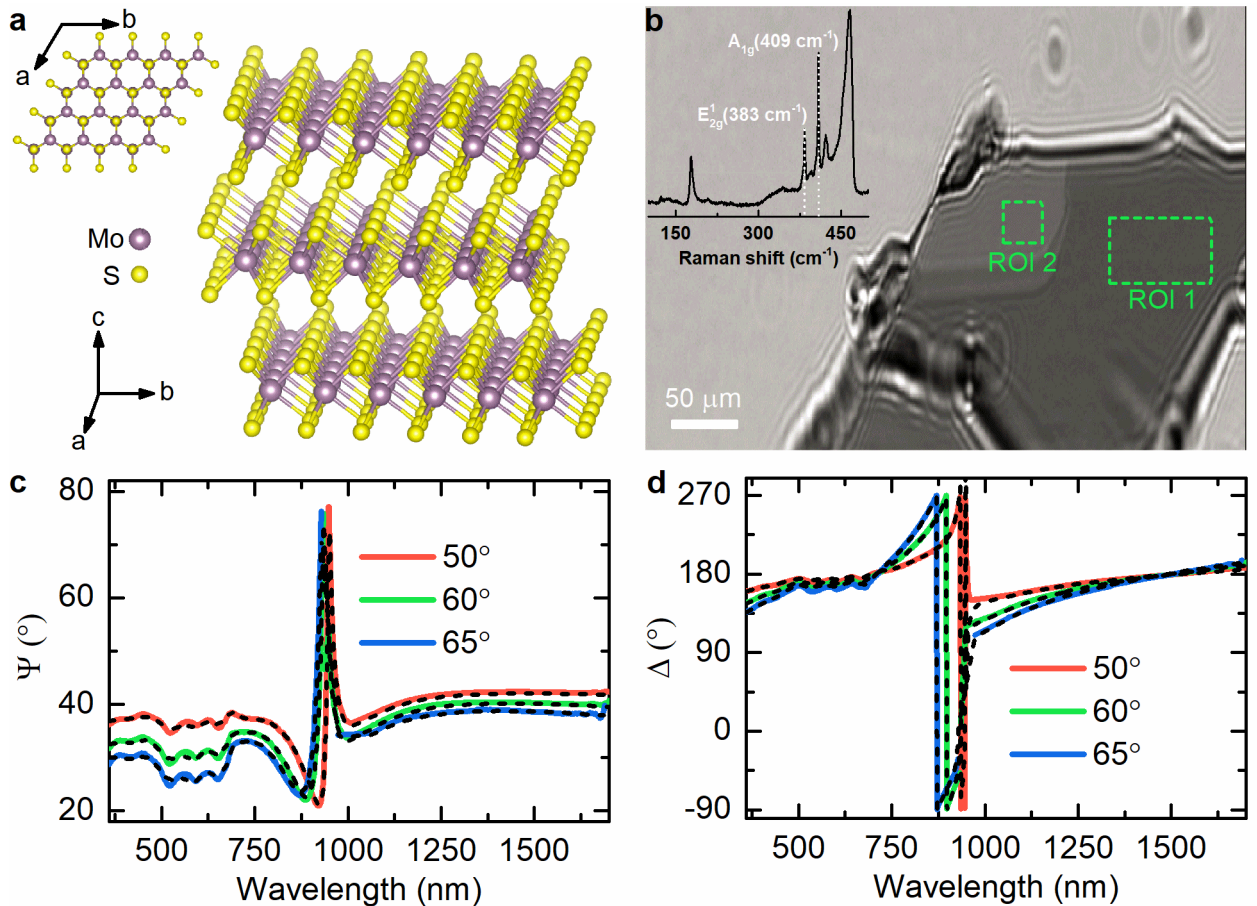 a
b
a
Mo
S
c
b
a
b
A1g(409 cm-1)
E12g(383 cm-1)
150 300 450
Raman shift (cm-1)
ROI 2
ROI 1
50 μm
c
80
60
40
20
Ψ (°)
50°
60°
65°
500 750 1000 1250 1500
Wavelength (nm)
d
270
180
90
0
-90
Δ (°)
50°
60°
65°
500 750 1000 1250 1500
Wavelength (nm)